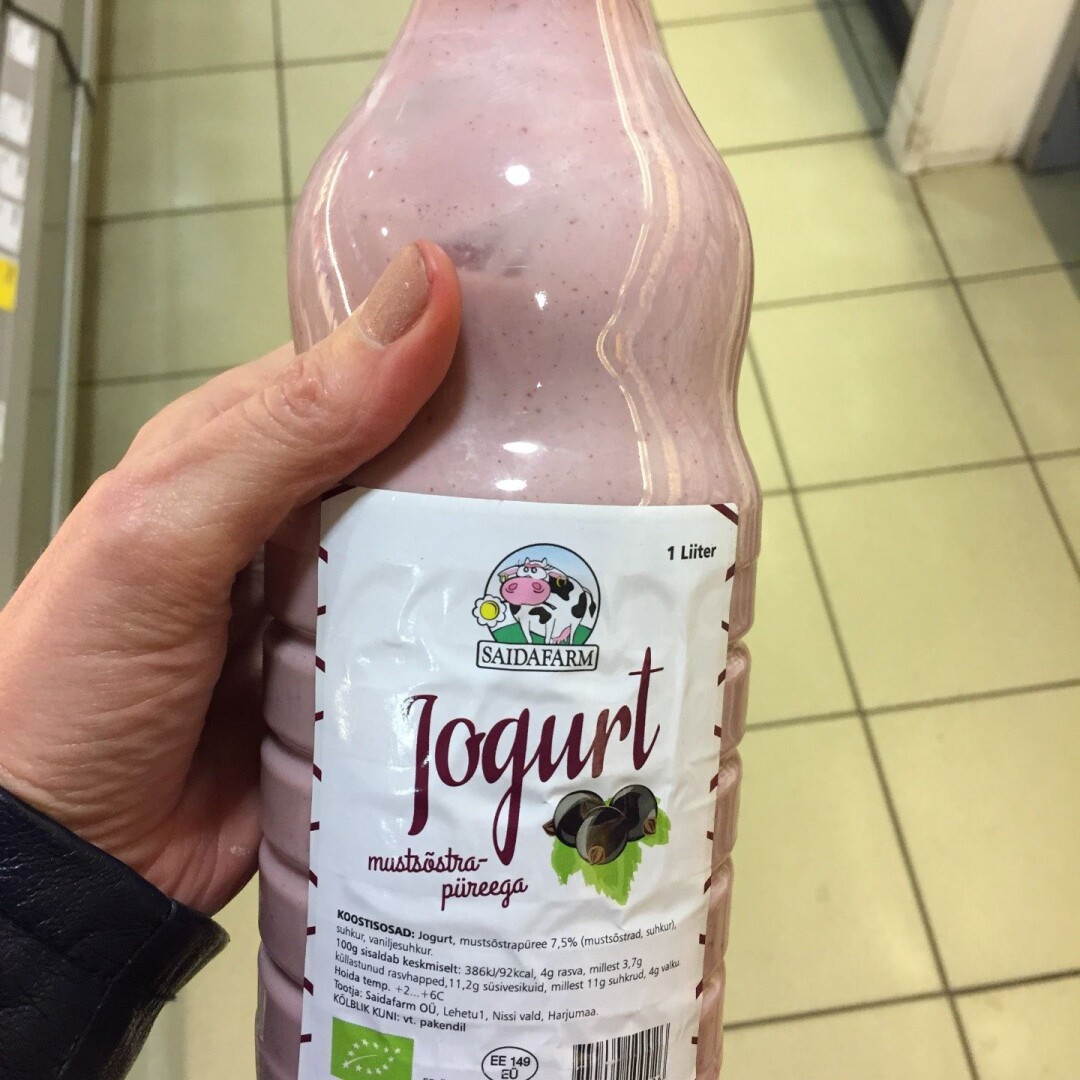 1 Liiter
SAIDAFARM
Jogurt
mustsõstra-
püreega
KOOSTISOSAD: Jogurt, mustsõstrapüree 7,5% (mustsõstrad, suhkur),
suhkur, vaniljesuhkur.
100g sisaldab keskmiselt: 386kJ/92kcal, 4g rasva, millest 3,7g
küllastunud rasvhapped,11,2g süsivesikuid, millest 11g suhkrud, 4g valku.
Hoida temp. +2...+6C
Tootja: Saidafarm OÜ, Lehetu1, Nissi vald, Harjumaa.
KÕLBLIK KUNI: vt. pakendil
EE 149
EÜ